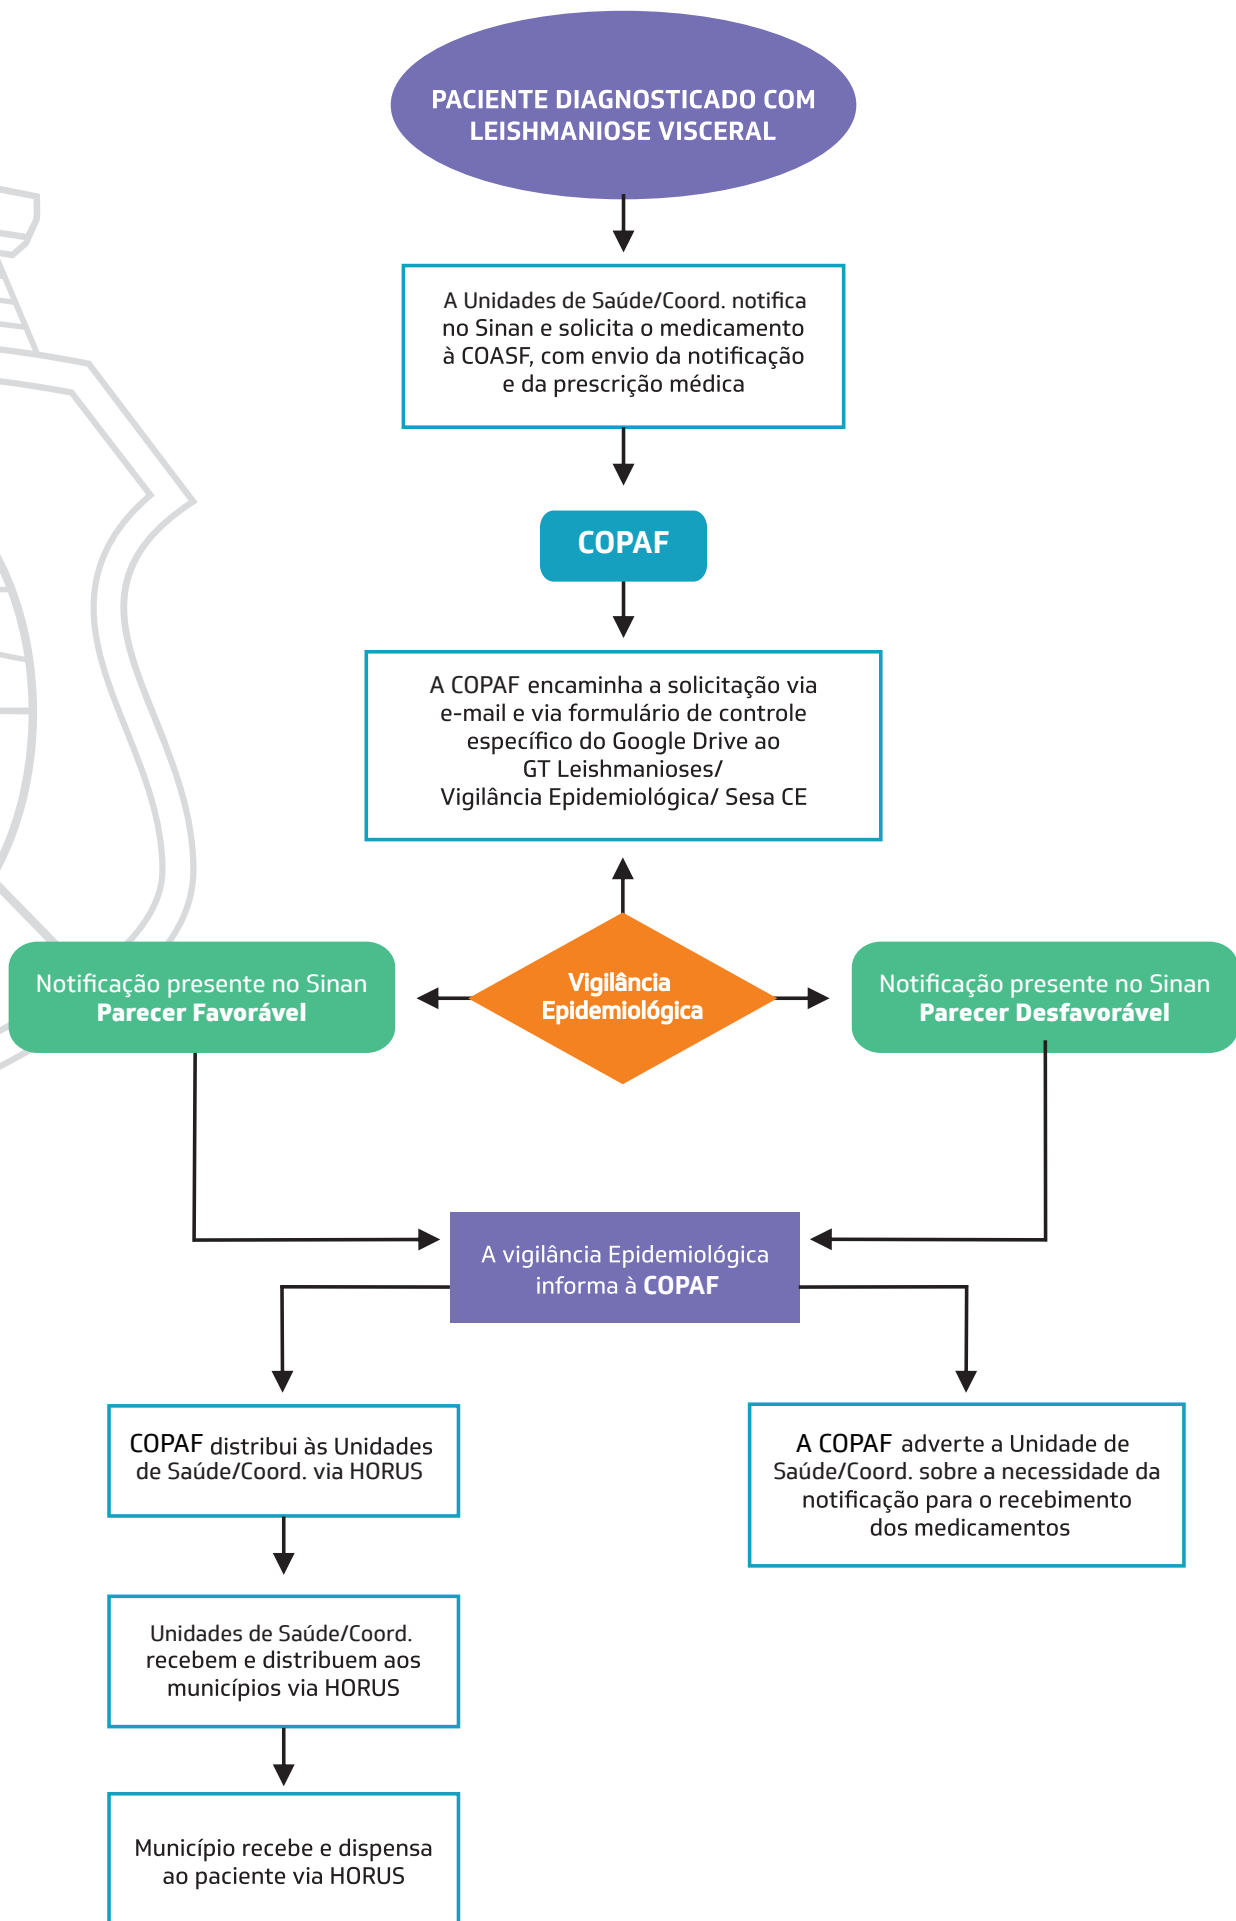 PACIENTE DIAGNOSTICADO COM
LEISHMANIOSE VISCERAL
A Unidades de Saúde/Coord. notifica
no Sinan e solicita o medicamento
à COASF, com envio da notificação
e da prescrição médica
COPAF
A COPAF encaminha a solicitação via
e-mail e via formulário de controle
específico do Google Drive ao
GT Leishmanioses/
Vigilância Epidemiológica/ Sesa CE
Notificação presente no Sinan
Parecer Favorável
Vigilância
Epidemiológica
Notificação presente no Sinan
Parecer Desfavorável
A vigilância Epidemiológica
informa à COPAF
COPAF distribui às Unidades
de Saúde/Coord. via HORUS
A COPAF adverte a Unidade de
Saúde/Coord. sobre a necessidade da
notificação para o recebimento
dos medicamentos
Unidades de Saúde/Coord.
recebem e distribuem aos
municípios via HORUS
Município recebe e dispensa
ao paciente via HORUS